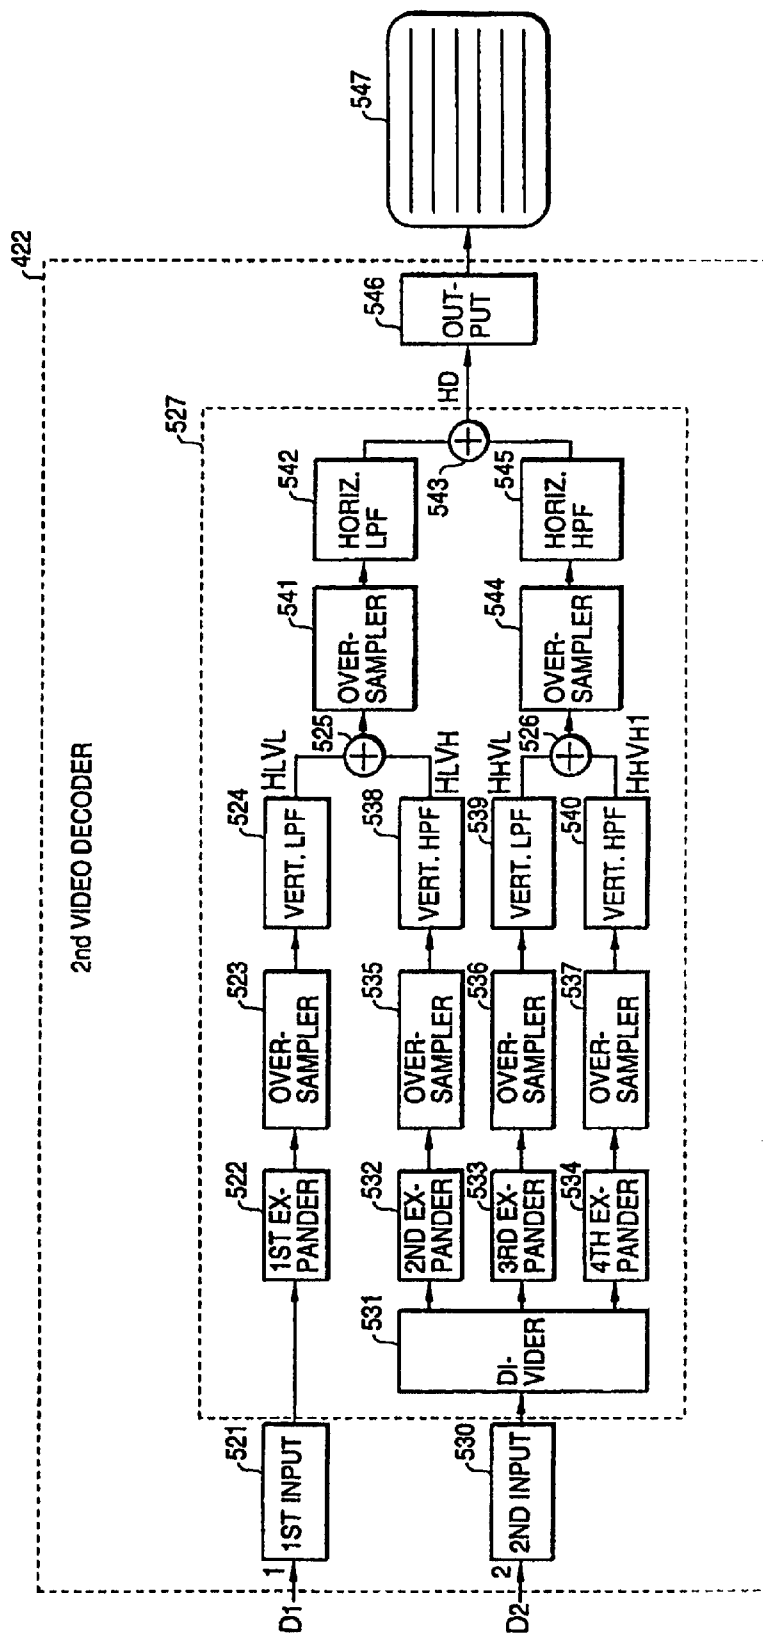 2nd VIDEO DECODER
422
527
D1
1
521
1ST INPUT
522
1ST EX-
PANDER
523
OVER-
SAMPLER
524
VERT. LPF
HLVL
525
541
OVER-
SAMPLER
542
HORIZ.
LPF
D2
2
530
2ND INPUT
531
DI-
VIDER
532
2ND EX-
PANDER
535
OVER-
SAMPLER
538
VERT. HPF
HLVH
533
3RD EX-
PANDER
536
OVER-
SAMPLER
539
VERT. LPF
HHVL
526
544
OVER-
SAMPLER
545
HORIZ.
HPF
534
4TH EX-
PANDER
537
OVER-
SAMPLER
540
VERT. HPF
HHVH1
543
HD
546
OUT-
PUT
547